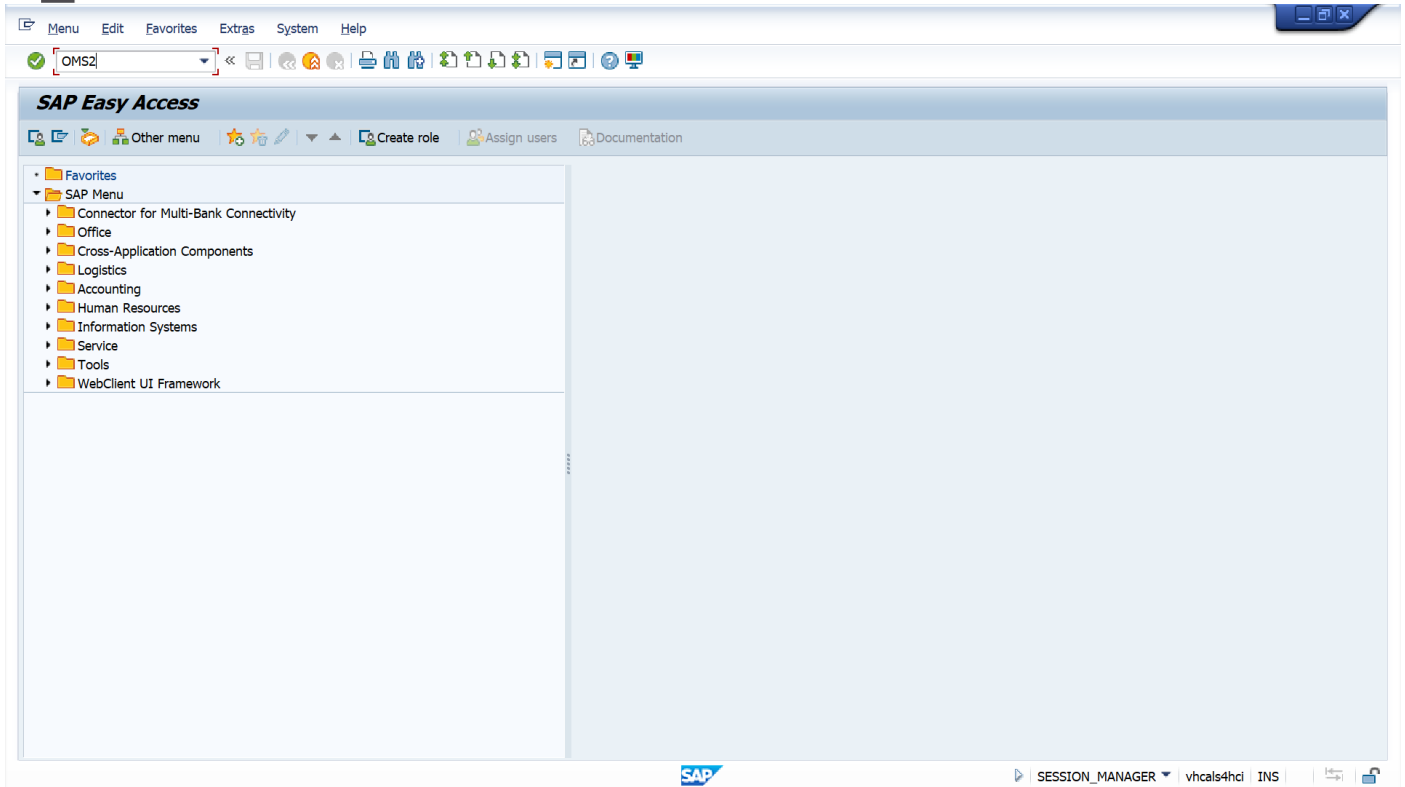 Menu Edit Favorites Extras System Help
OMS2
SAP Easy Access
Other menu Create role Assign users Documentation
Favorites
SAP Menu
Connector for Multi-Bank Connectivity
Office
Cross-Application Components
Logistics
Accounting
Human Resources
Information Systems
Service
Tools
WebClient UI Framework
SAP SESSION_MANAGER vhcals4hci INS